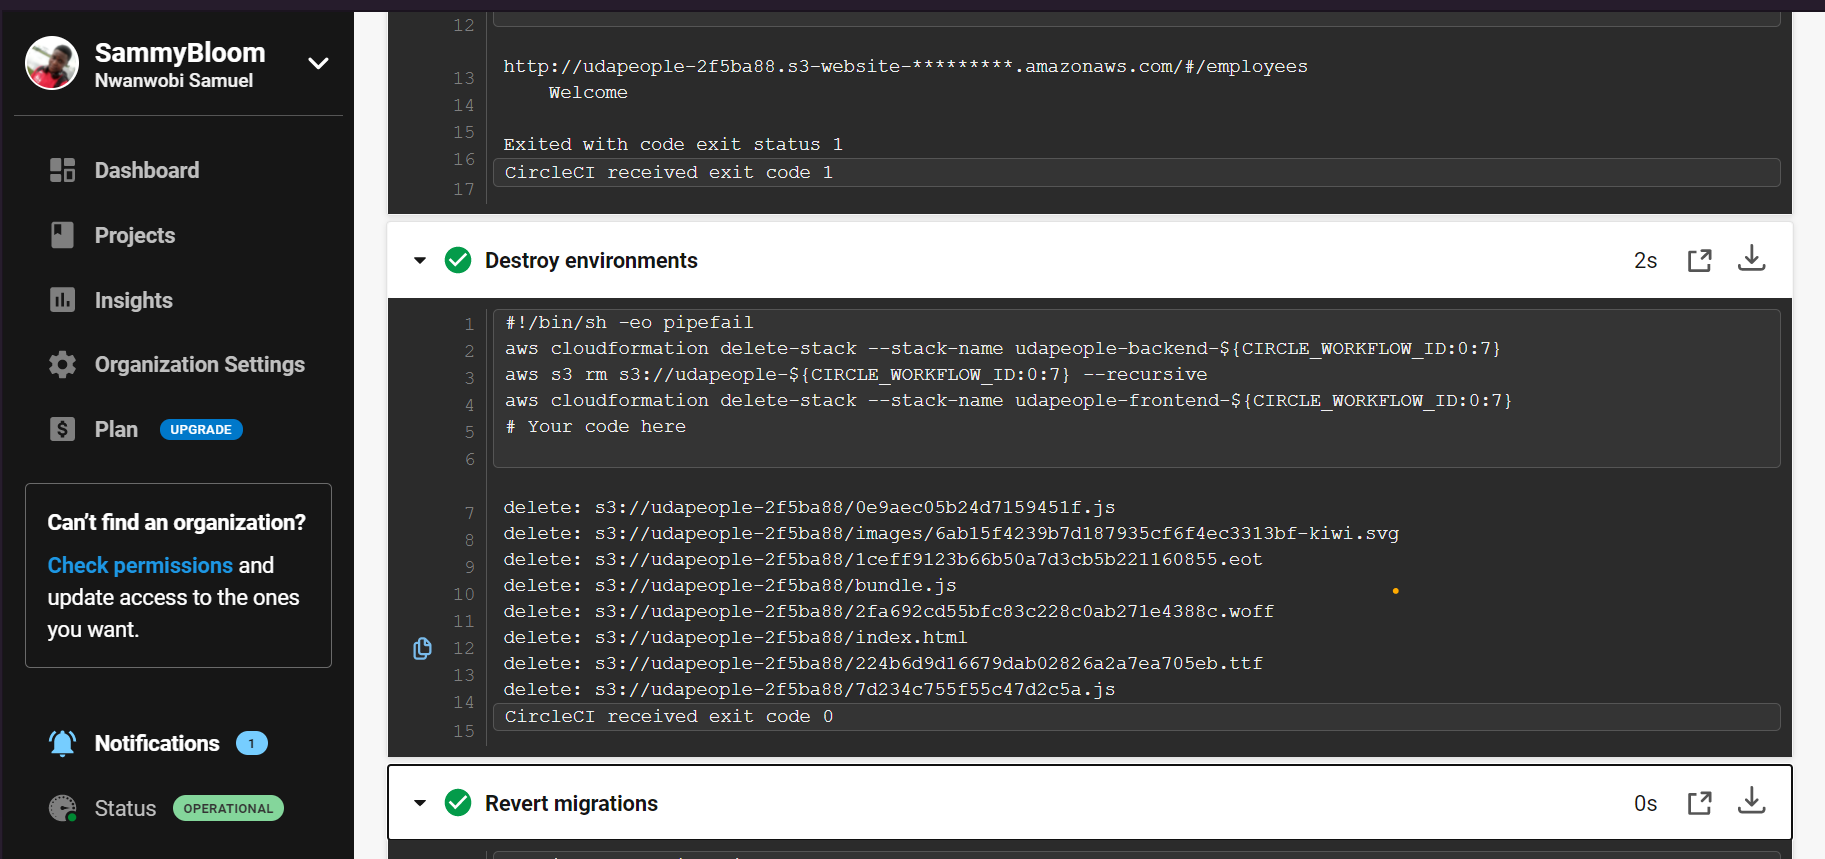 SammyBloom
Nwanwobi Samuel
Dashboard
Projects
Insights
Organization Settings
Plan UPGRADE
Can't find an organization?
Check permissions and
update access to the ones
you want.
Notifications 1
Status OPERATIONAL
12
13 http://udapeople-2f5ba88.s3-website-*********.amazonaws.com/#/employees
14 Welcome
15
16 Exited with code exit status 1
17 CircleCI received exit code 1
Destroy environments 2s
1 #!/bin/sh -eo pipefail
2 aws cloudformation delete-stack --stack-name udapeople-backend-${CIRCLE_WORKFLOW_ID:0:7}
3 aws s3 rm s3://udapeople-${CIRCLE_WORKFLOW_ID:0:7} --recursive
4 aws cloudformation delete-stack --stack-name udapeople-frontend-${CIRCLE_WORKFLOW_ID:0:7}
5 # Your code here
6
7 delete: s3://udapeople-2f5ba88/0e9aec05b24d7159451f.js
8 delete: s3://udapeople-2f5ba88/images/6ab15f4239b7d187935cf6f4ec3313bf-kiwi.svg
9 delete: s3://udapeople-2f5ba88/1ceff9123b66b50a7d3cb5b221160855.eot
10 delete: s3://udapeople-2f5ba88/bundle.js
11 delete: s3://udapeople-2f5ba88/2fa692cd55bfc83c228c0ab271e4388c.woff
12 delete: s3://udapeople-2f5ba88/index.html
13 delete: s3://udapeople-2f5ba88/224b6d9d16679dab02826a2a7ea705eb.ttf
14 delete: s3://udapeople-2f5ba88/7d234c755f55c47d2c5a.js
15 CircleCI received exit code 0
Revert migrations 0s